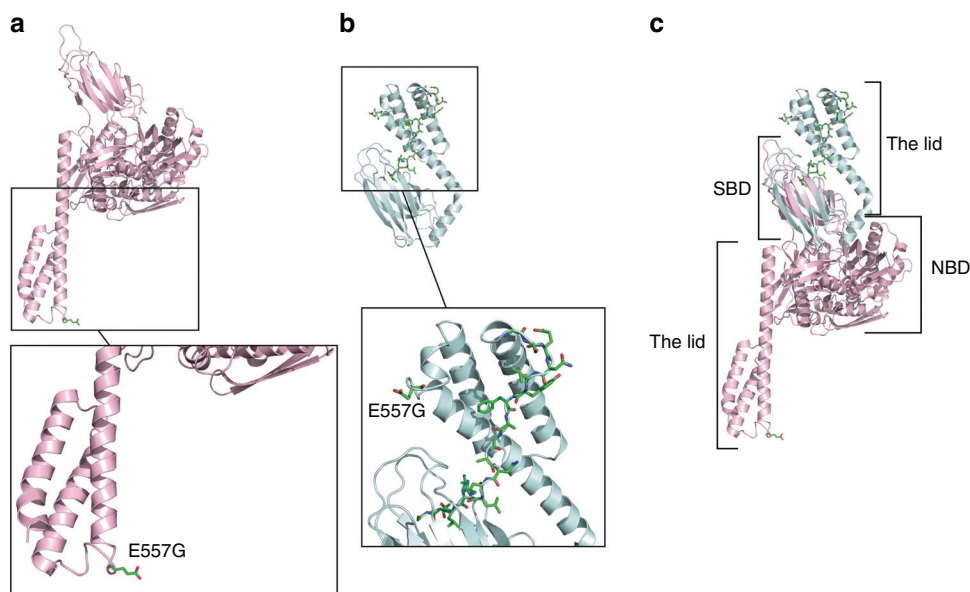 a
b
c
The lid
SBD
NBD
The lid
E557G
E557G